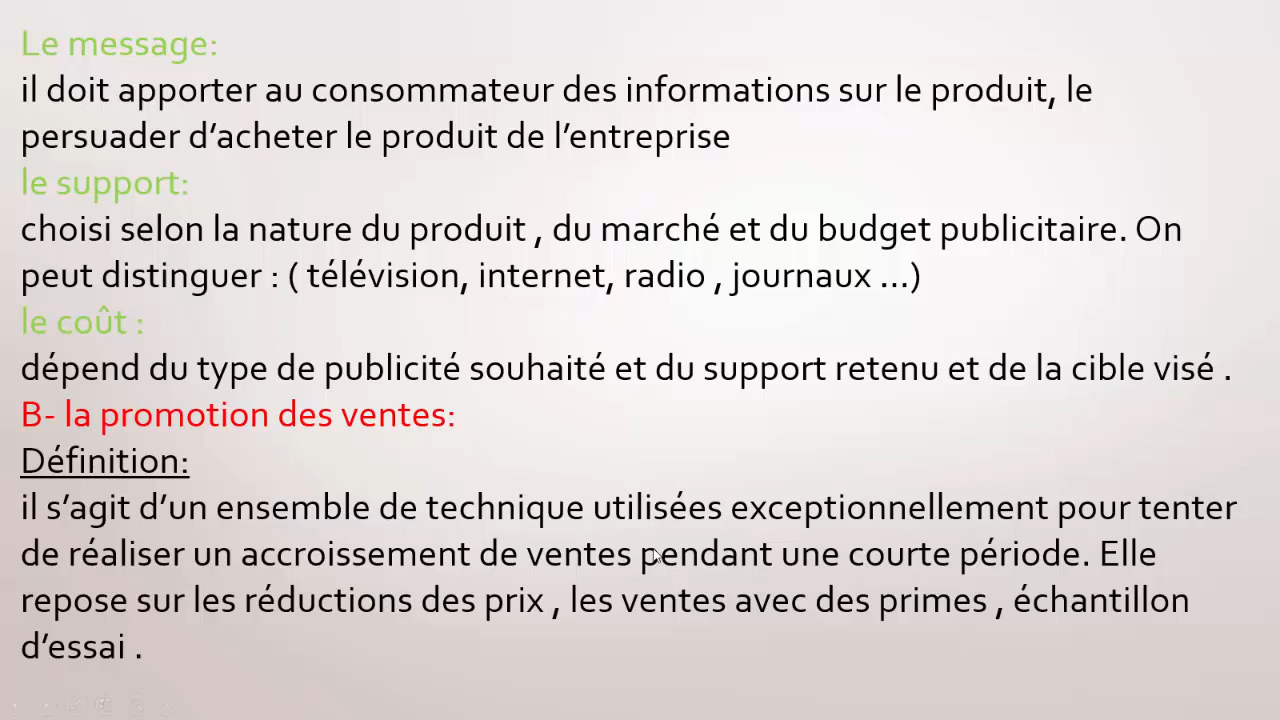 Le message:
il doit apporter au consommateur des informations sur le produit, le
persuader d’acheter le produit de l’entreprise
le support:
choisi selon la nature du produit , du marché et du budget publicitaire. On
peut distinguer : ( télévision, internet, radio , journaux ...)
le coût :
dépend du type de publicité souhaité et du support retenu et de la cible visé .
B- la promotion des ventes:
Définition:
il s’agit d’un ensemble de technique utilisées exceptionnellement pour tenter
de réaliser un accroissement de ventes pendant une courte période. Elle
repose sur les réductions des prix , les ventes avec des primes , échantillon
d’essai .